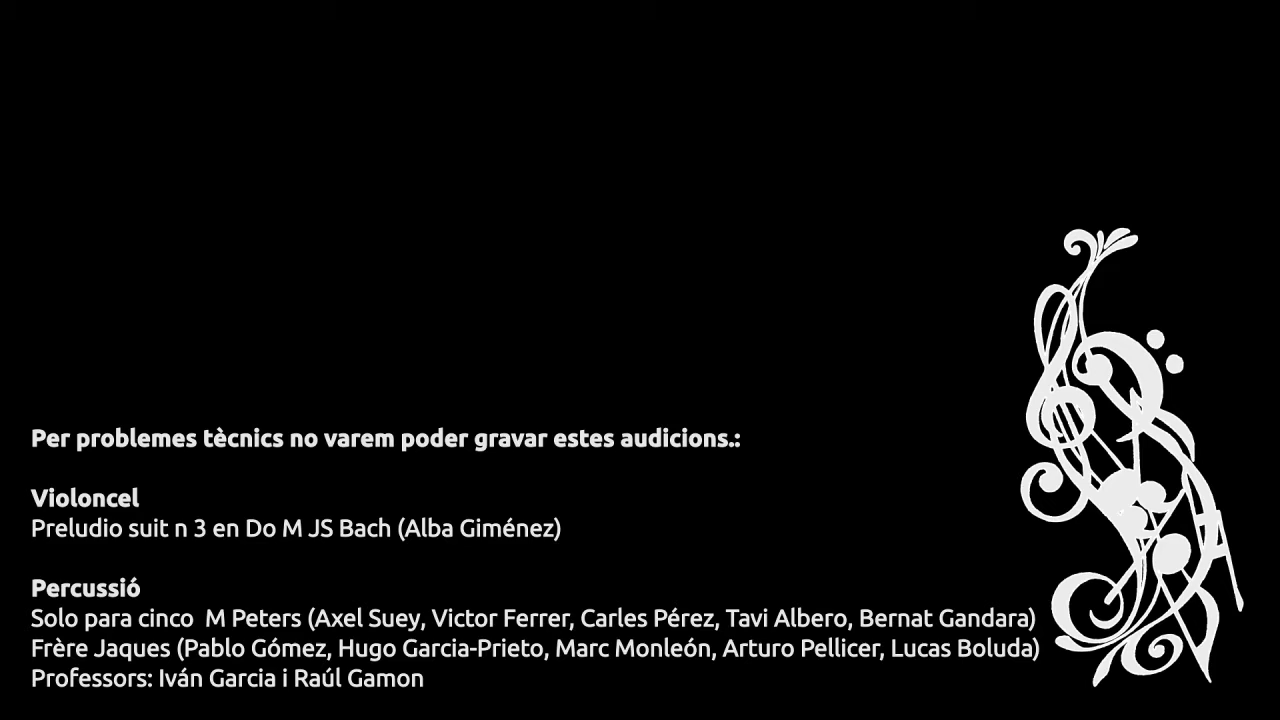 Per problemes tècnics no varem poder gravar estes audicions.:
Violoncel
Preludio suit n 3 en Do M JS Bach (Alba Giménez)
Percussió
Solo para cinco  M Peters (Axel Suey, Victor Ferrer, Carles Pérez, Tavi Albero, Bernat Gandara)
Frère Jaques (Pablo Gómez, Hugo Garcia-Prieto, Marc Monleón, Arturo Pellicer, Lucas Boluda)
Professors: Iván Garcia i Raúl Gamon